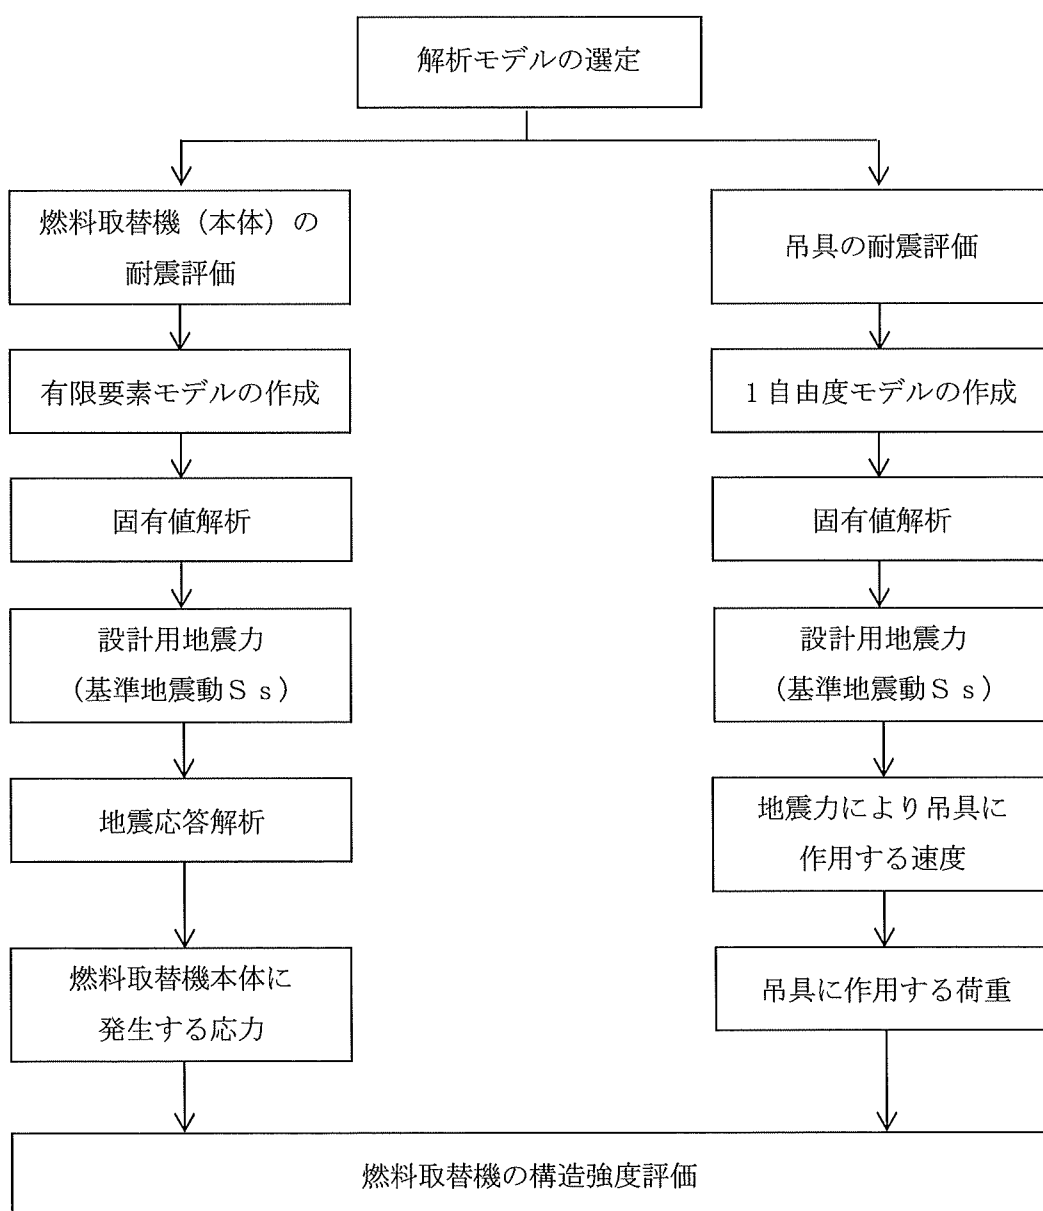 解析モデルの選定
燃料取替機（本体）の
耐震評価
有限要素モデルの作成
固有値解析
設計用地震力
（基準地震動Ｓｓ）
地震応答解析
燃料取替機本体に
発生する応力
吊具の耐震評価
1自由度モデルの作成
固有値解析
設計用地震力
（基準地震動Ｓｓ）
地震力により吊具に
作用する速度
吊具に作用する荷重
燃料取替機の構造強度評価